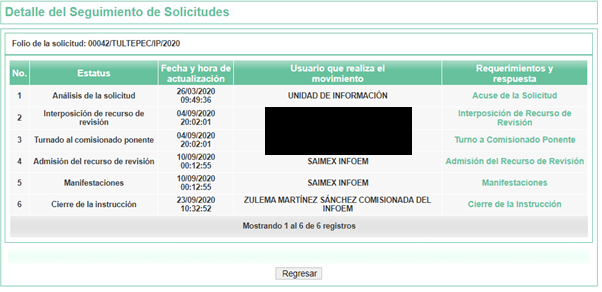 Detalle del Seguimiento de Solicitudes
Folio de la solicitud: 00042/TULTEPEC/IP/2020
No. Estatus Fecha y hora de actualización Usuario que realiza el movimiento Requerimientos y respuesta
1 Análisis de la solicitud 26/03/2020 09:49:36 UNIDAD DE INFORMACIÓN Acuse de la Solicitud
2 Interposición de recurso de revisión 04/09/2020 20:02:01 Interposición de Recurso de Revisión
3 Turnado al comisionado ponente 04/09/2020 20:02:01 Turno a Comisionado Ponente
4 Admisión del recurso de revisión 10/09/2020 00:12:55 SAIMEX INFOEM Admisión del Recurso de Revisión
5 Manifestaciones 10/09/2020 00:12:55 SAIMEX INFOEM Manifestaciones
6 Cierre de la instrucción 23/09/2020 10:32:52 ZULEMA MARTÍNEZ SÁNCHEZ COMISIONADA DEL INFOEM Cierre de la Instrucción
Mostrando 1 al 6 de 6 registros
Regresar